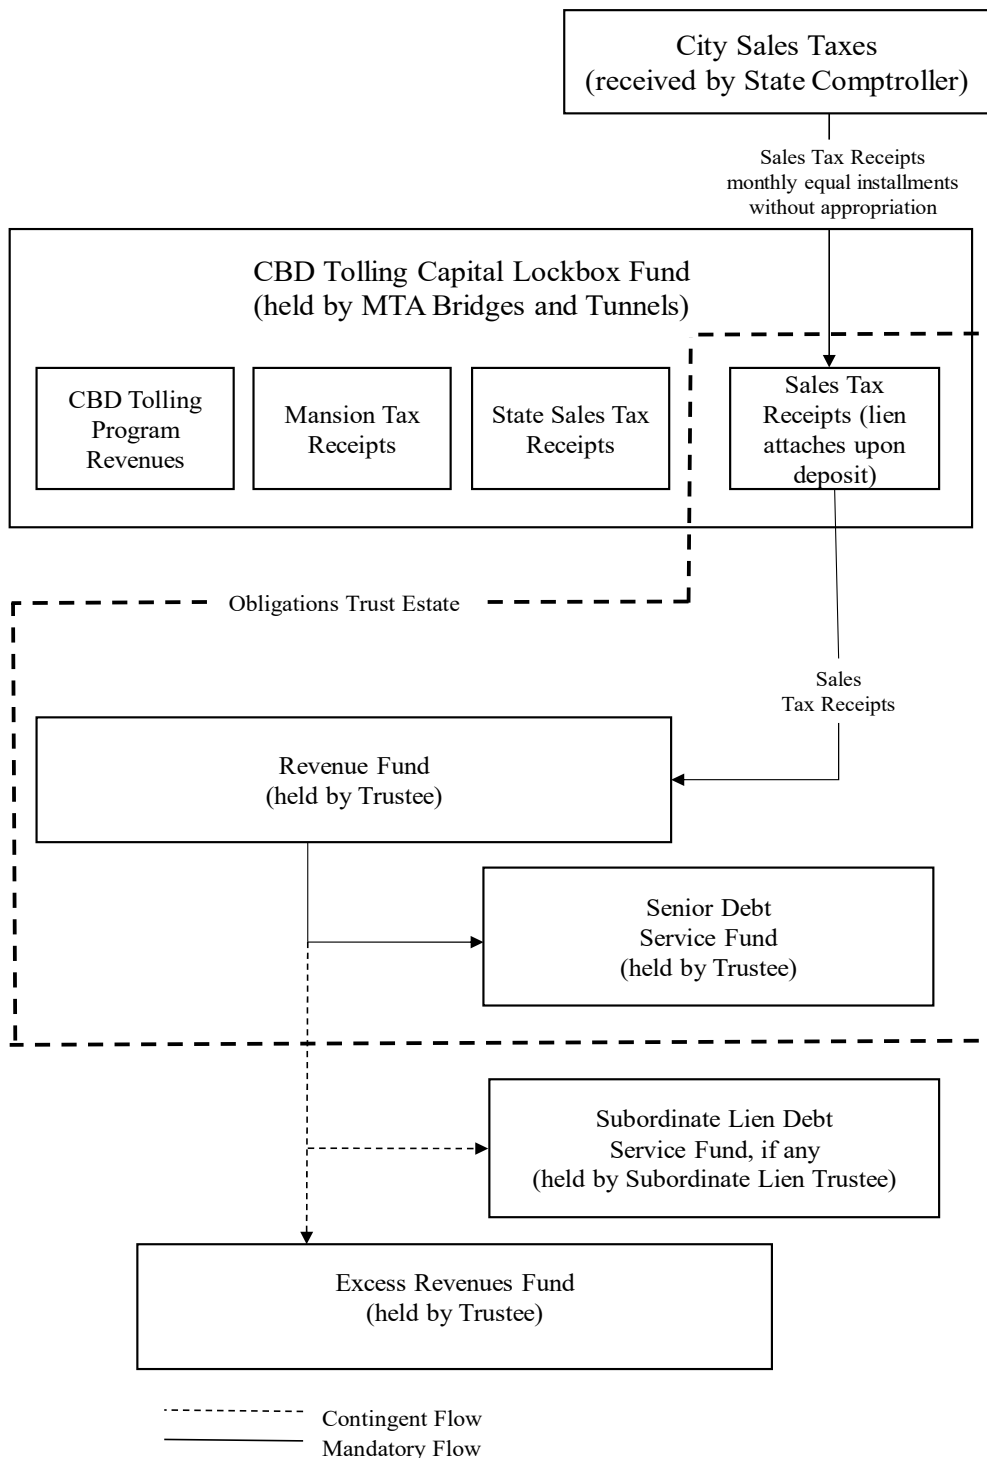 City Sales Taxes
(received by State Comptroller)
Sales Tax Receipts
monthly equal installments
without appropriation
CBD Tolling Capital Lockbox Fund
(held by MTA Bridges and Tunnels)
CBD Tolling
Program
Revenues
Mansion Tax
Receipts
State Sales Tax
Receipts
Sales Tax
Receipts (lien
attaches upon
deposit)
Obligations Trust Estate
Sales
Tax Receipts
Revenue Fund
(held by Trustee)
Senior Debt
Service Fund
(held by Trustee)
Subordinate Lien Debt
Service Fund, if any
(held by Subordinate Lien Trustee)
Excess Revenues Fund
(held by Trustee)
Contingent Flow
Mandatory Flow